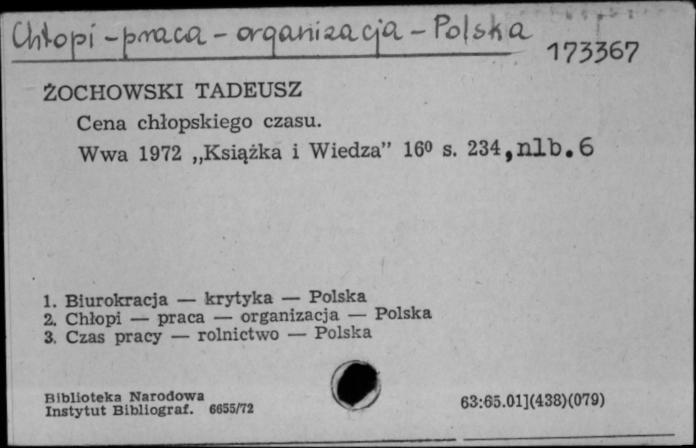 Chłopi - praca - organizacja - Polska
173367
ŻOCHOWSKI TADEUSZ
Cena chłopskiego czasu.
Wwa 1972 „Książka i Wiedza” 16⁰ s. 234, nlb. 6
1. Biurokracja — krytyka — Polska
2. Chłopi — praca — organizacja — Polska
3. Czas pracy — rolnictwo — Polska
Biblioteka Narodowa
Instytut Bibliograf. 6655/72
63:65.01](438)(079)